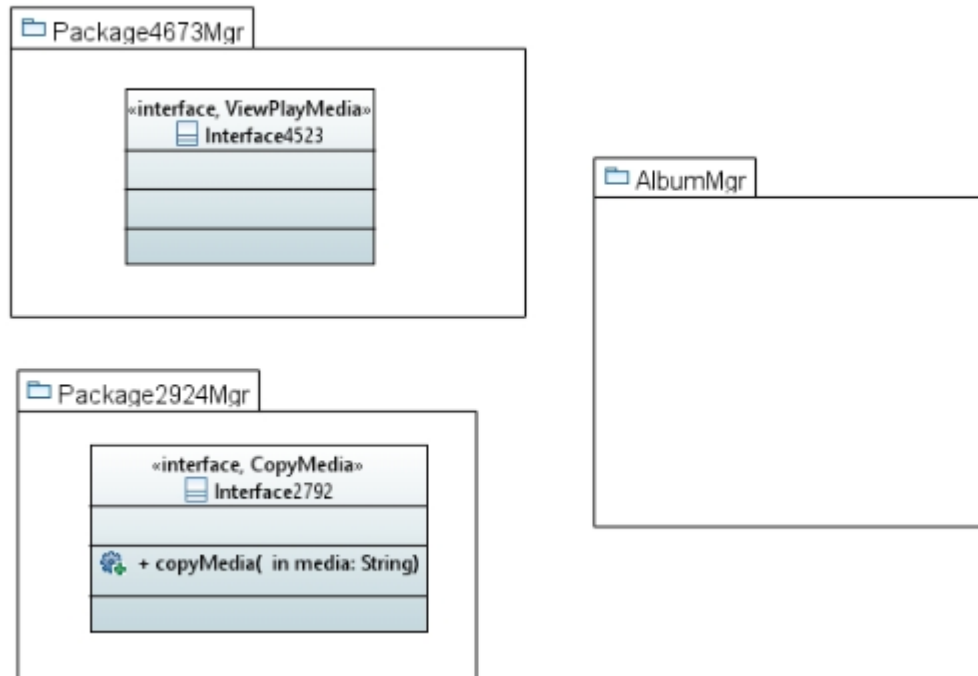 Package4673Mgr
«interface, ViewPlayMedia»
Interface4523
AlbumMgr
Package2924Mgr
«interface, CopyMedia»
Interface2792
+ copyMedia( in media: String)